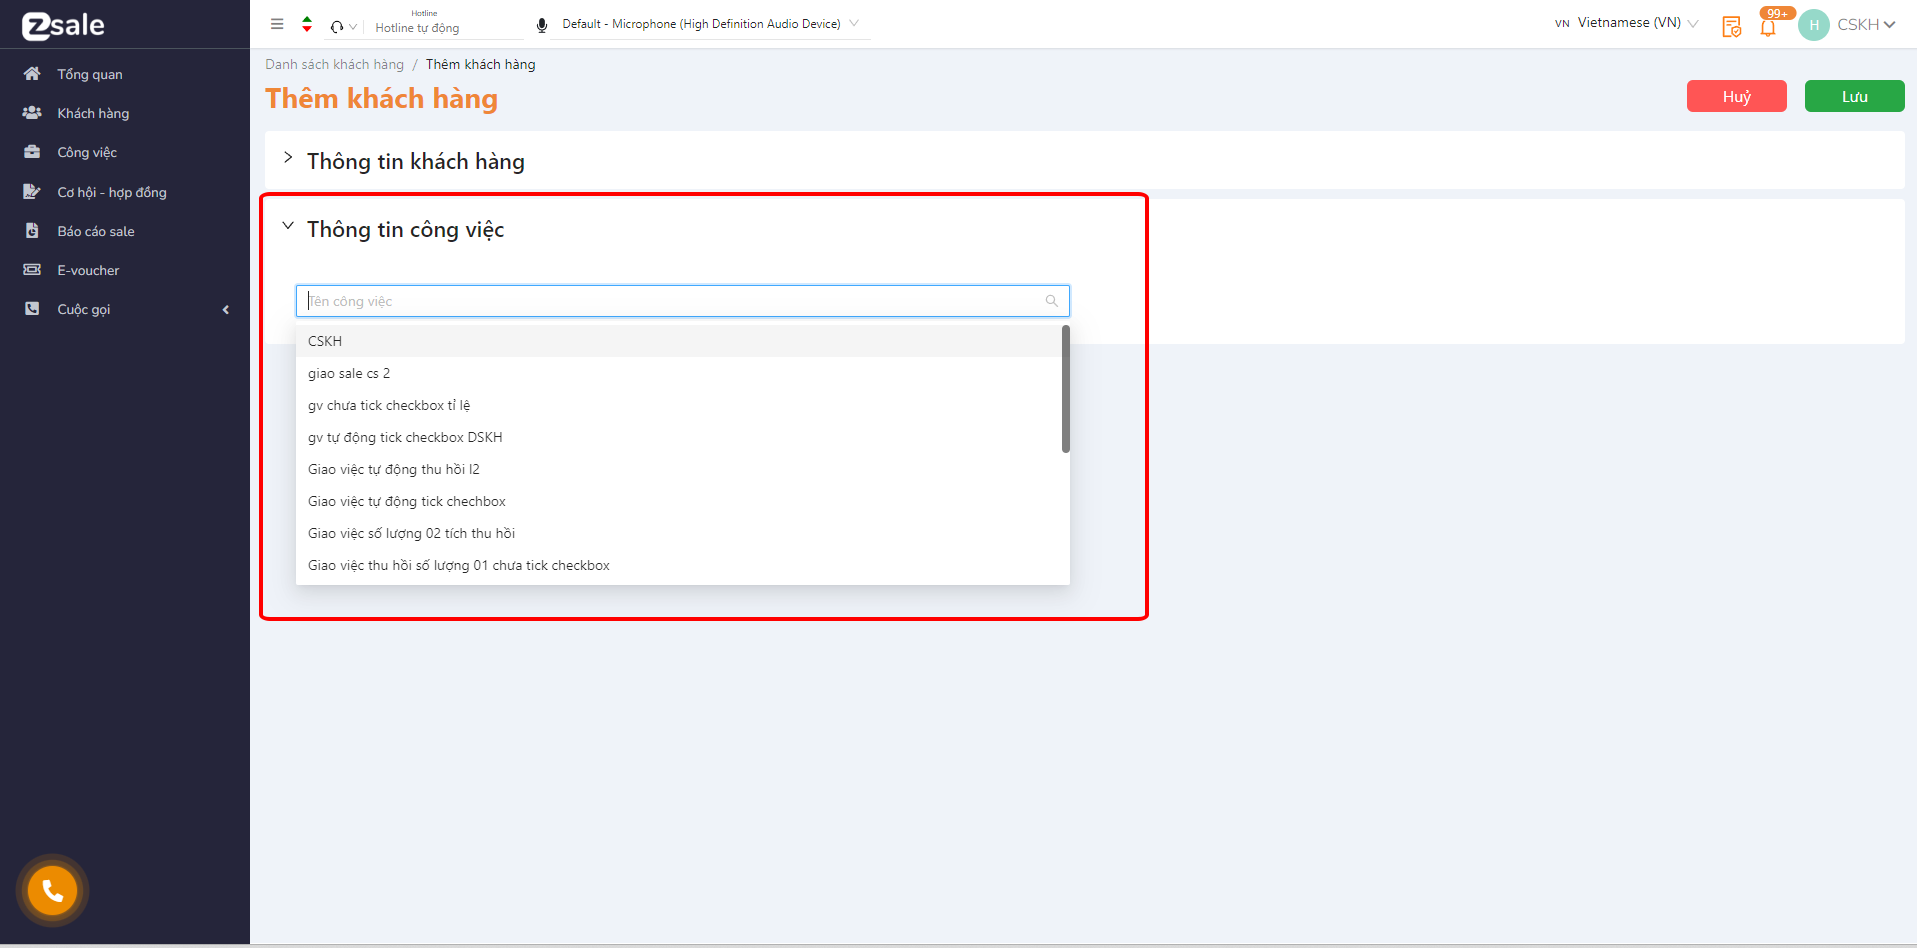 Zsale
Hotline
Hotline tự động
Default - Microphone (High Definition Audio Device)
VN Vietnamese (VN)
99+
H
CSKH
Tổng quan
Khách hàng
Công việc
Cơ hội - hợp đồng
Báo cáo sale
E-voucher
Cuộc gọi
Danh sách khách hàng / Thêm khách hàng
Thêm khách hàng
Huỷ
Lưu
Thông tin khách hàng
Thông tin công việc
Tên công việc
CSKH
giao sale cs 2
gv chưa tick checkbox tỉ lệ
gv tự động tick checkbox DSKH
Giao việc tự động thu hồi l2
Giao việc tự động tick chechbox
Giao việc số lượng 02 tích thu hồi
Giao việc thu hồi số lượng 01 chưa tick checkbox